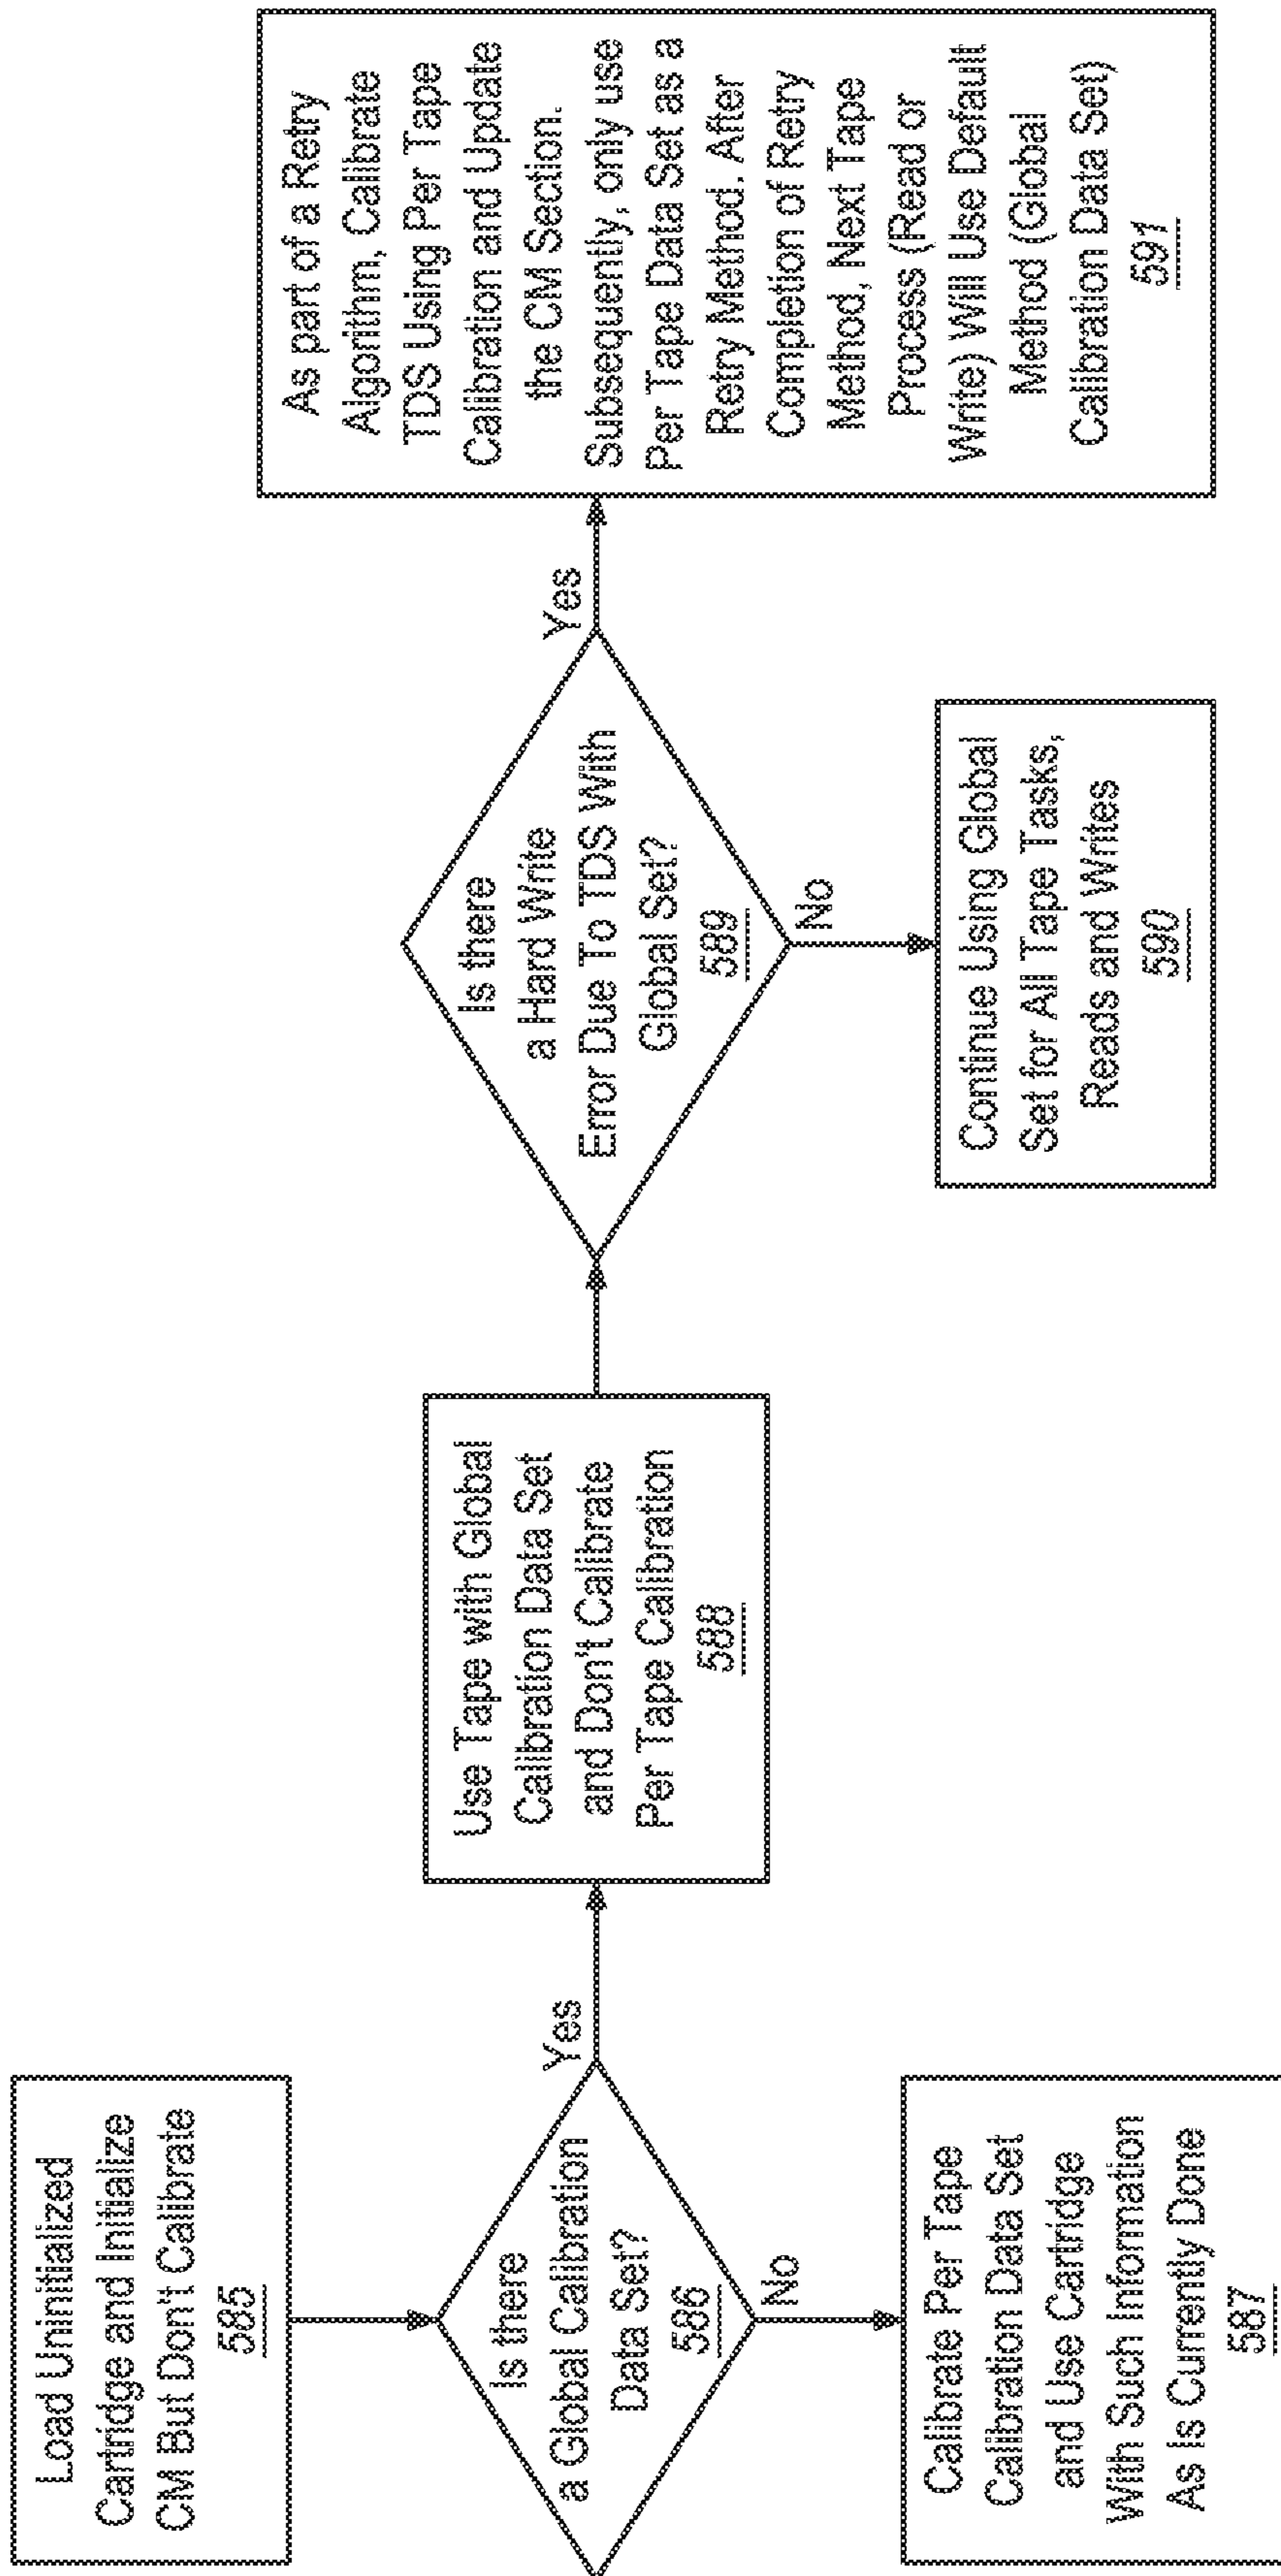 Load Uninitialized
Cartridge and Initialize
CM But Don't Calibrate
585
Is there
a Global Calibration
Data Set?
586
Yes
No
Calibrate Per Tape
Calibration Data Set
and Use Cartridge
With Such Information
As Is Currently Done
587
Use Tape with Global
Calibration Data Set
and Don't Calibrate
Per Tape Calibration
588
Is there
a Hard Write
Error Due To TDS With
Global Set?
589
Yes
No
Continue Using Global
Set for All Tape Tasks,
Reads and Writes
590
As part of a Retry
Algorithm, Calibrate
TDS Using Per Tape
Calibration and Update
the CM Section.
Subsequently, only use
Per Tape Data Set as a
Retry Method. After
Completion of Retry
Method, Next Tape
Process (Read or
Write) Will Use Default
Method (Global
Calibration Data Set)
591